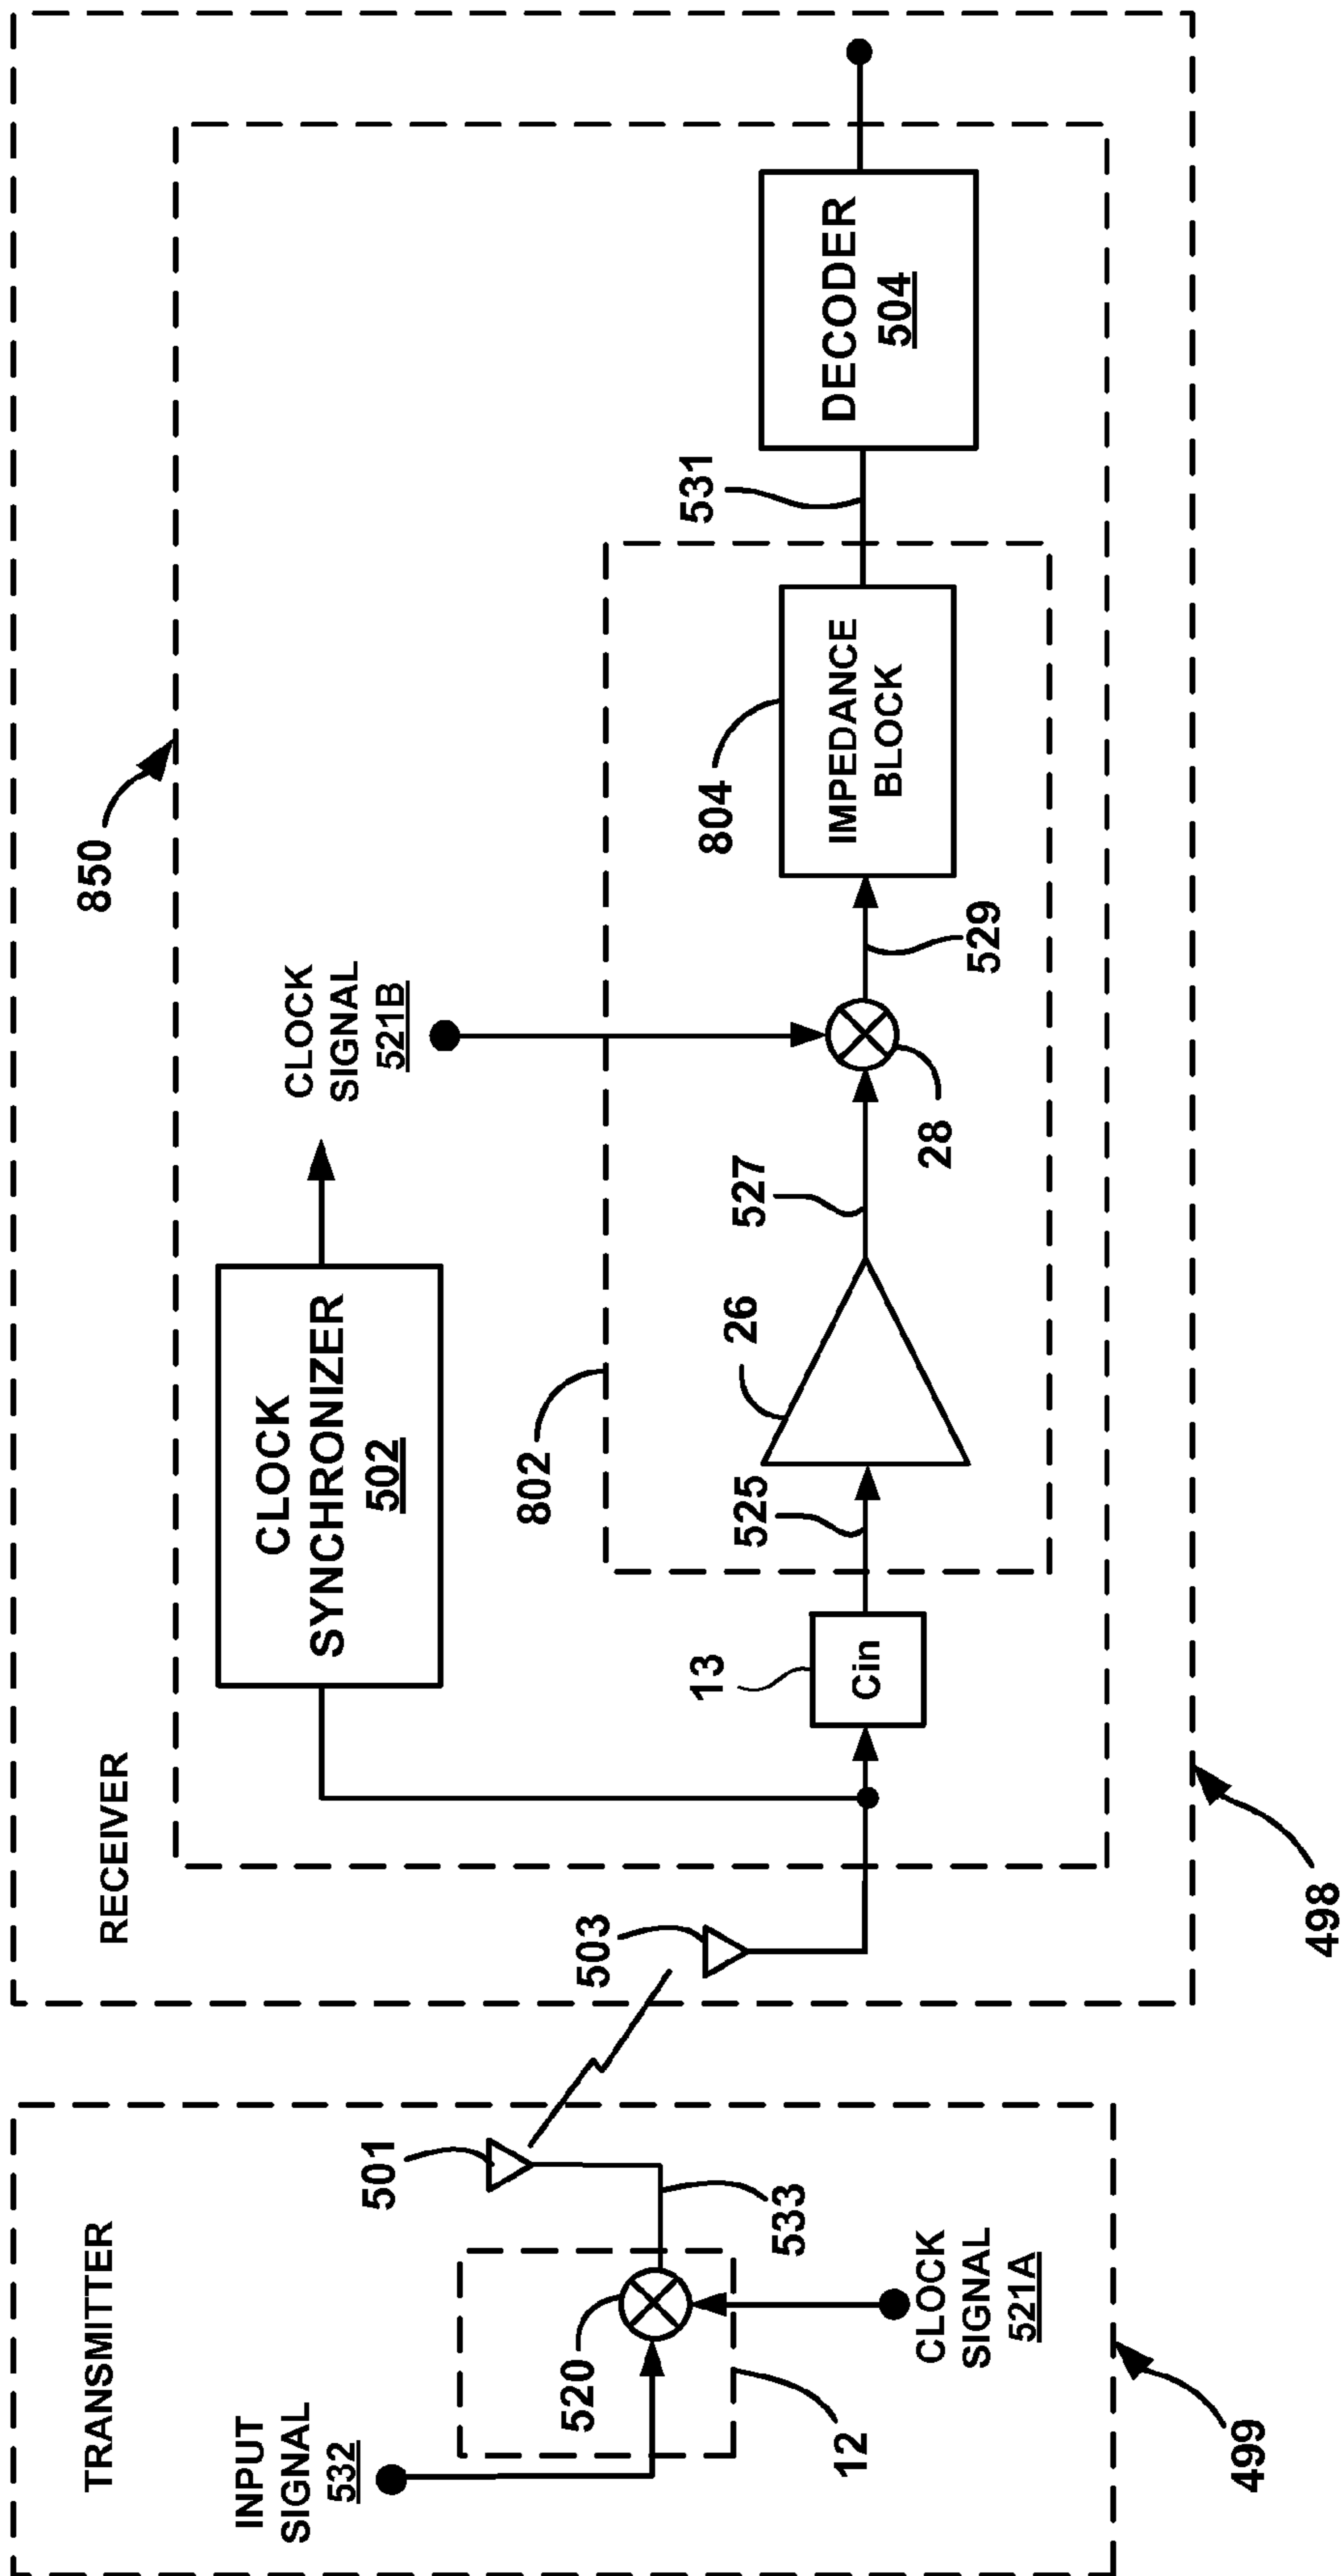 TRANSMITTER
INPUT
SIGNAL
532
520
12
501
533
CLOCK
SIGNAL
521A
499
RECEIVER
850
503
CLOCK
SYNCHRONIZER
502
CLOCK
SIGNAL
521B
13
Cin
802
525
26
527
28
529
804
IMPEDANCE
BLOCK
531
DECODER
504
498